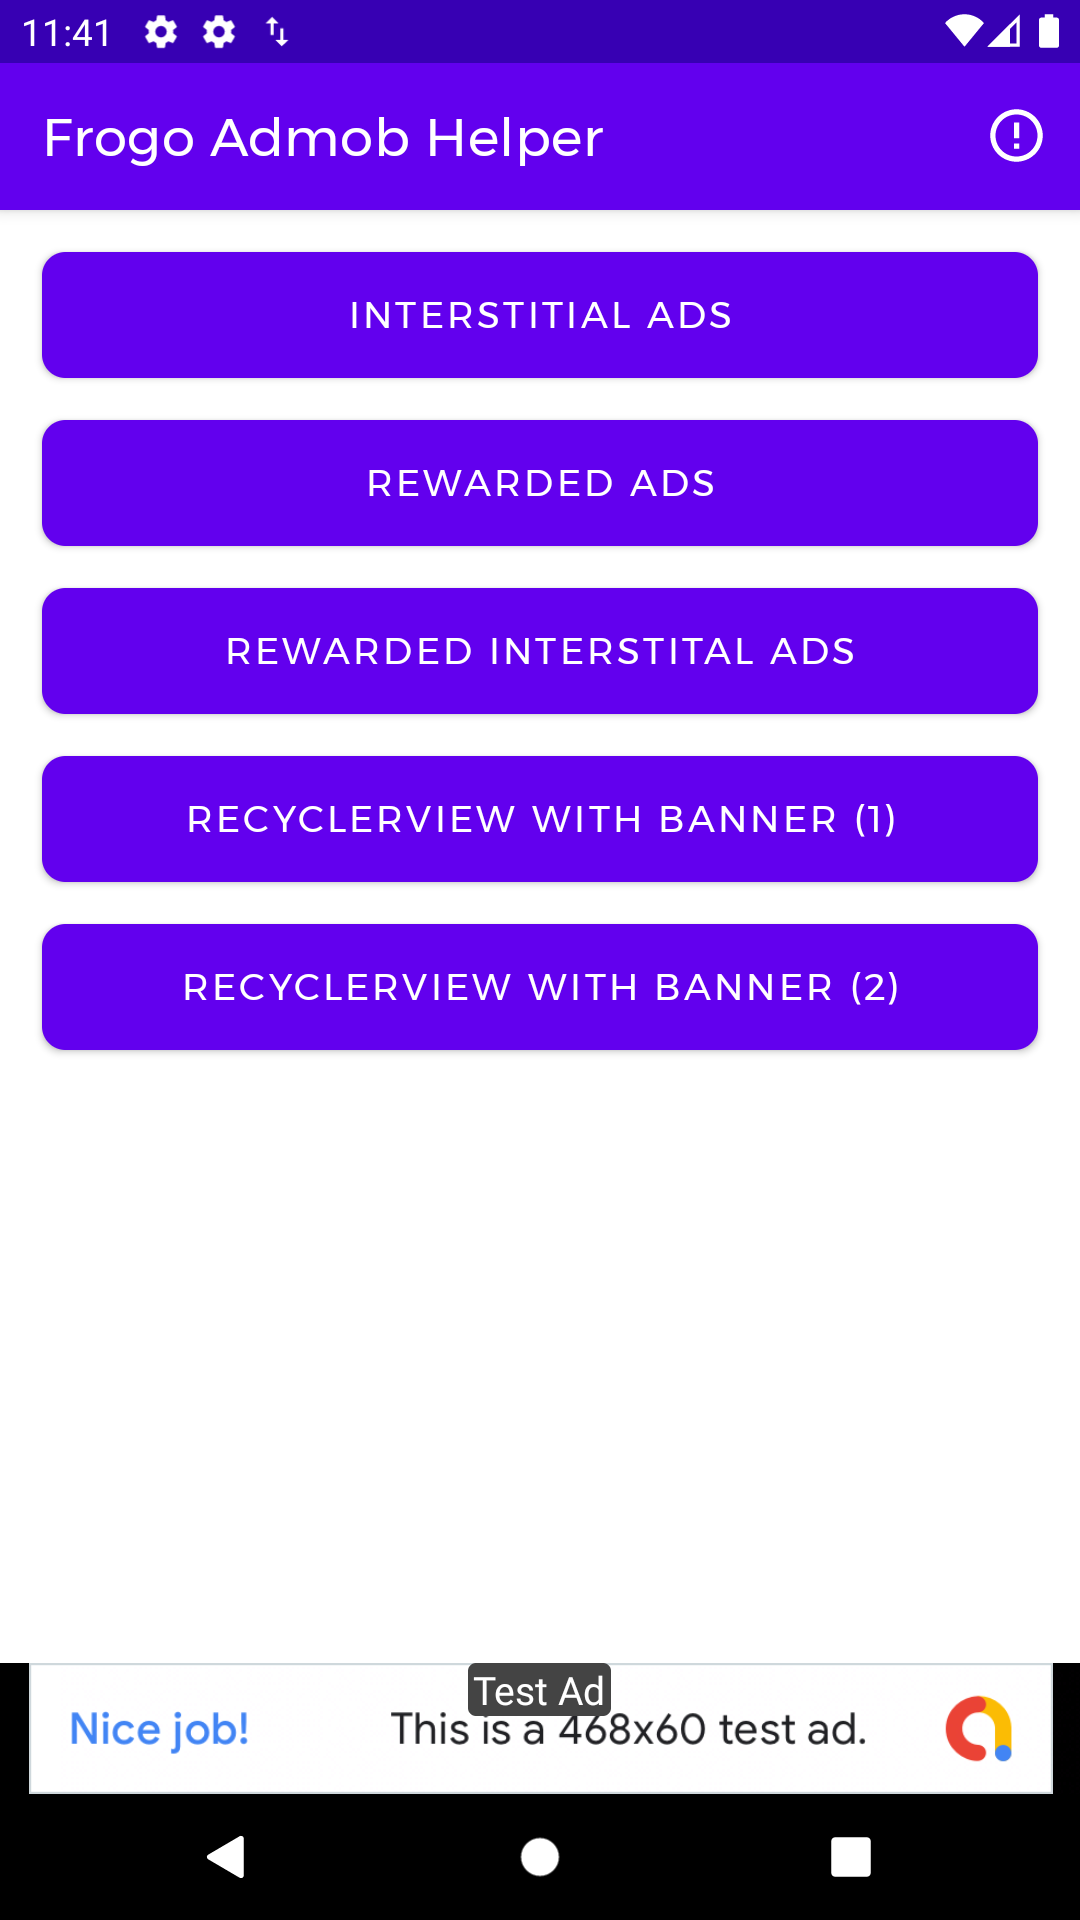 11:41
Frogo Admob Helper
INTERSTITIAL ADS
REWARDED ADS
REWARDED INTERSTITAL ADS
RECYCLERVIEW WITH BANNER (1)
RECYCLERVIEW WITH BANNER (2)
Test Ad
Nice job! This is a 468x60 test ad.